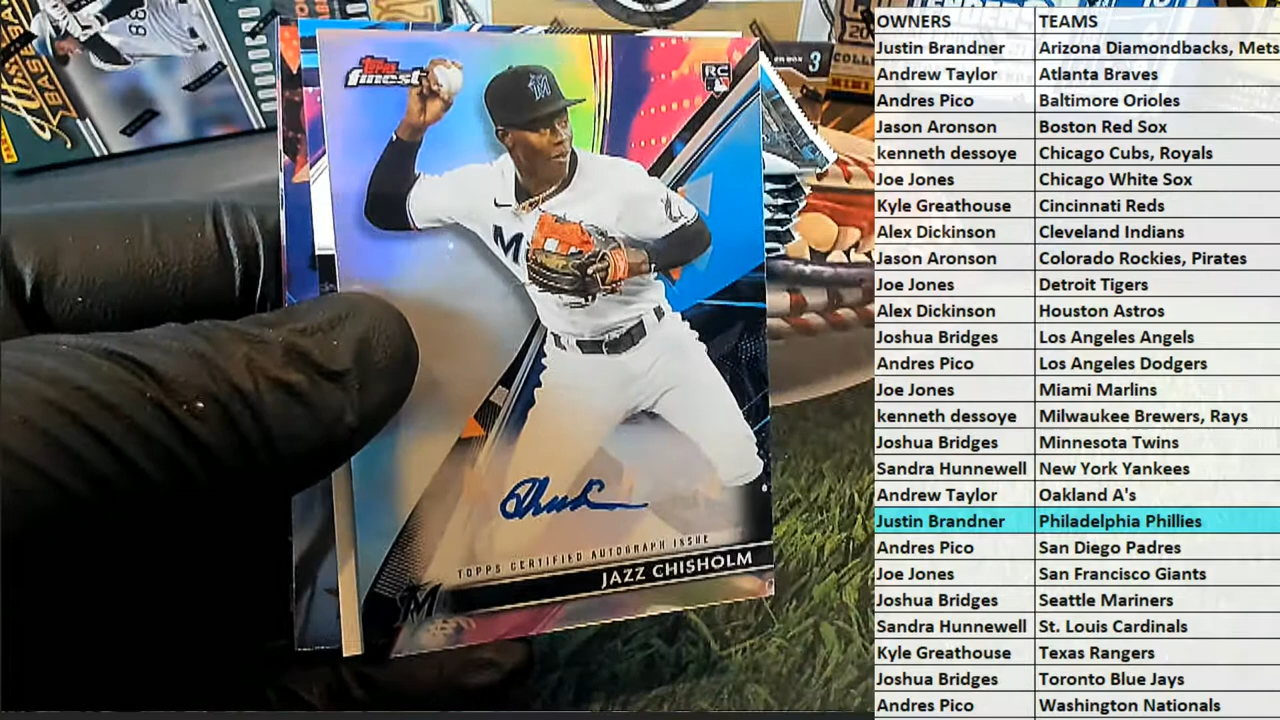 TOPPS
finest
RC
M
M
TOPPS CERTIFIED AUTOGRAPH ISSUE
JAZZ CHISHOLM
88
3
OWNERS TEAMS
Justin Brandner Arizona Diamondbacks, Mets
Andrew Taylor Atlanta Braves
Andres Pico Baltimore Orioles
Jason Aronson Boston Red Sox
kenneth dessoye Chicago Cubs, Royals
Joe Jones Chicago White Sox
Kyle Greathouse Cincinnati Reds
Alex Dickinson Cleveland Indians
Jason Aronson Colorado Rockies, Pirates
Joe Jones Detroit Tigers
Alex Dickinson Houston Astros
Joshua Bridges Los Angeles Angels
Andres Pico Los Angeles Dodgers
Joe Jones Miami Marlins
kenneth dessoye Milwaukee Brewers, Rays
Joshua Bridges Minnesota Twins
Sandra Hunnewell New York Yankees
Andrew Taylor Oakland A's
Justin Brandner Philadelphia Phillies
Andres Pico San Diego Padres
Joe Jones San Francisco Giants
Joshua Bridges Seattle Mariners
Sandra Hunnewell St. Louis Cardinals
Kyle Greathouse Texas Rangers
Joshua Bridges Toronto Blue Jays
Andres Pico Washington Nationals